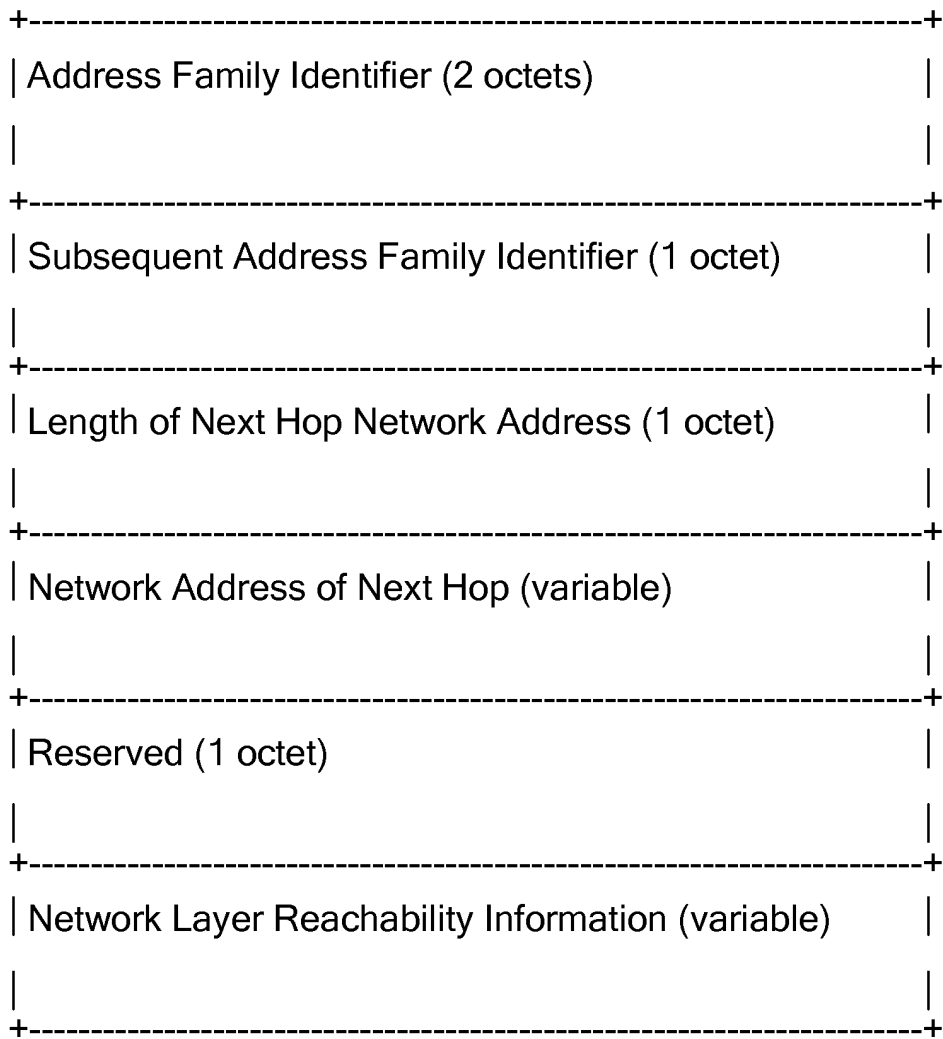 Address Family Identifier (2 octets)
Subsequent Address Family Identifier (1 octet)
Length of Next Hop Network Address (1 octet)
Network Address of Next Hop (variable)
Reserved (1 octet)
Network Layer Reachability Information (variable)